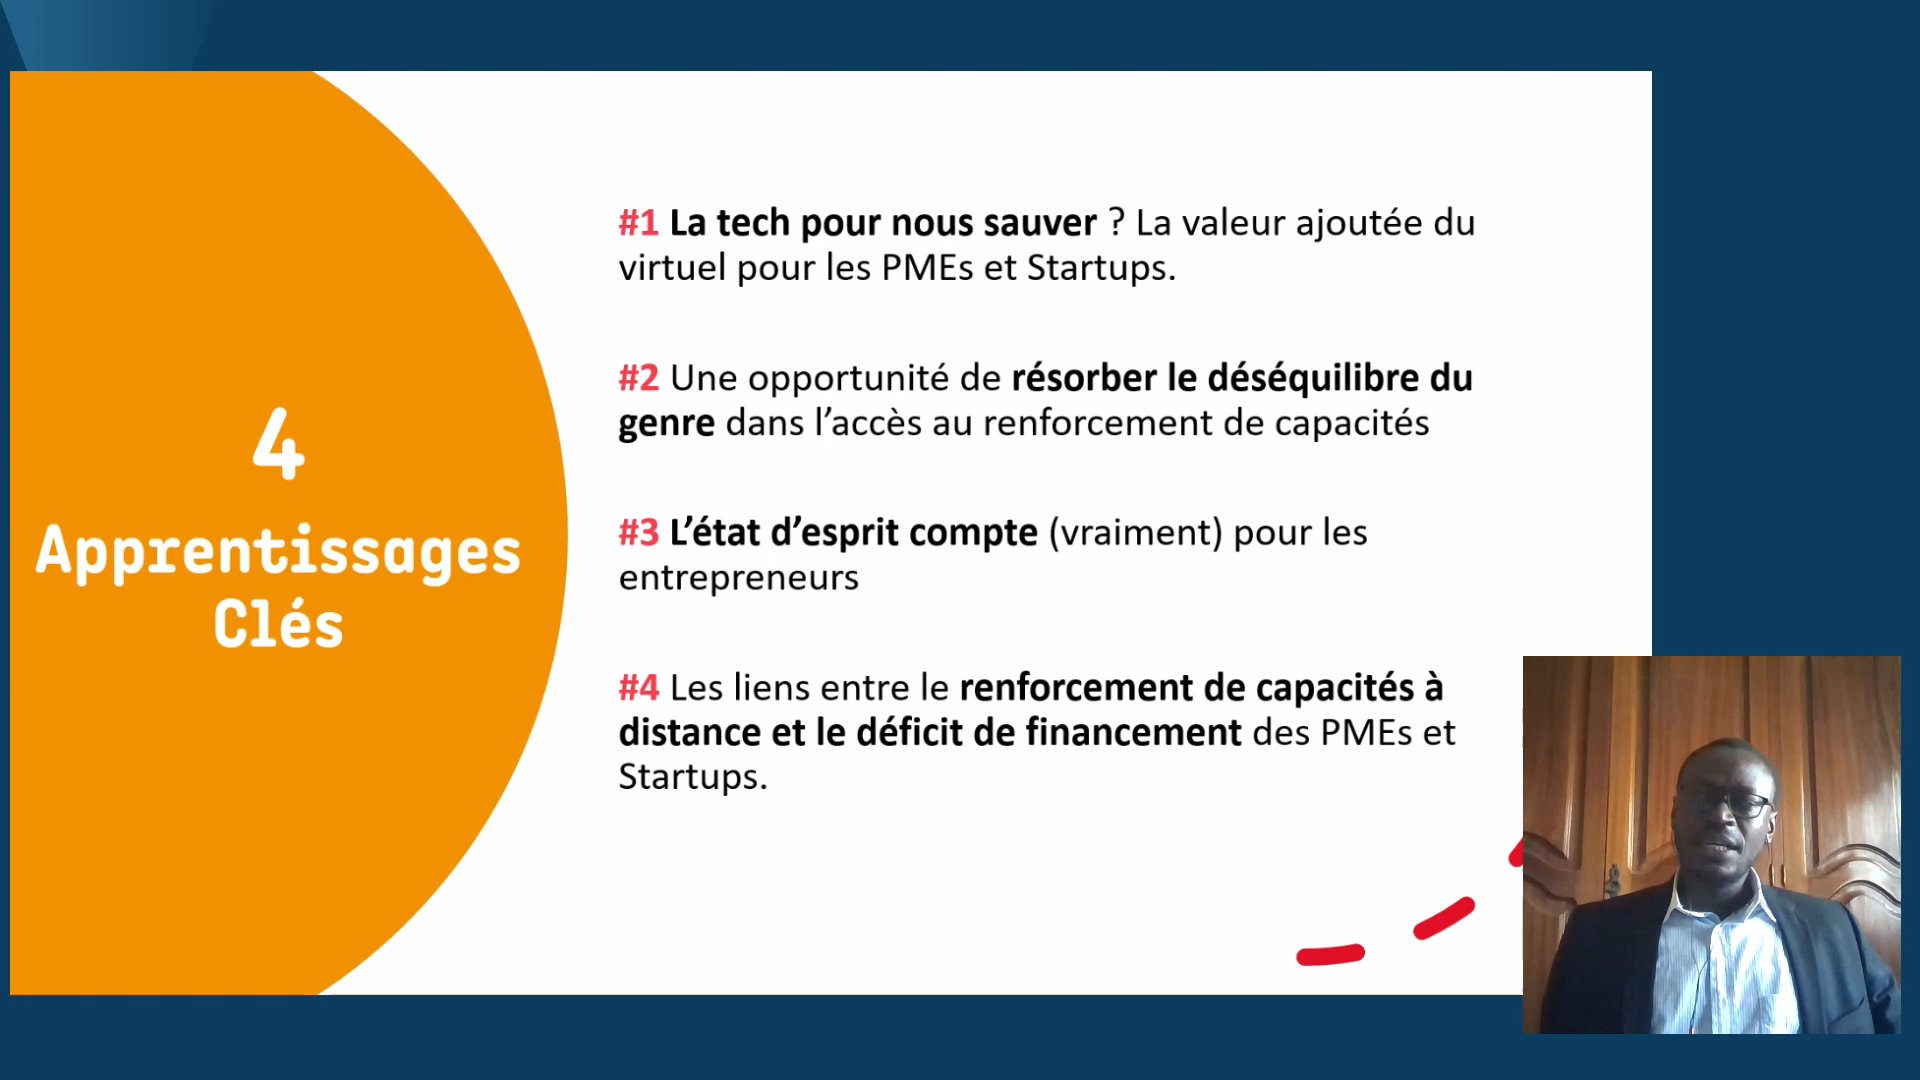 4
Apprentissages
Clés
#1 La tech pour nous sauver ? La valeur ajoutée du
virtuel pour les PMEs et Startups.
#2 Une opportunité de résorber le déséquilibre du
genre dans l’accès au renforcement de capacités
#3 L’état d’esprit compte (vraiment) pour les
entrepreneurs
#4 Les liens entre le renforcement de capacités à
distance et le déficit de financement des PMEs et
Startups.